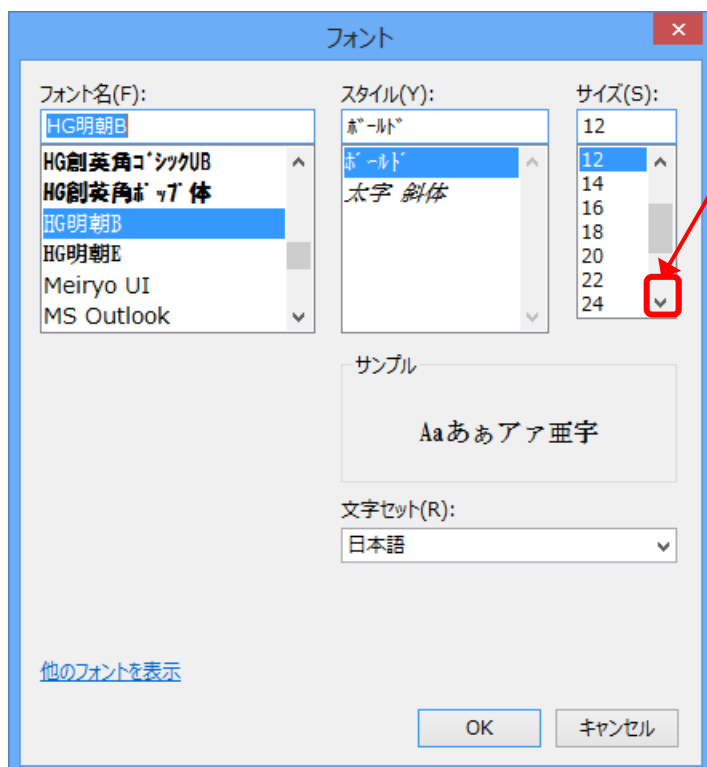 フォント
フォント名(F):
HG明朝B
HG創英角ｺﾞｼｯｸUB
HG創英角ﾎﾟｯﾌﾟ体
HG明朝B
HG明朝E
Meiryo UI
MS Outlook
スタイル(Y):
ﾎﾞｰﾙﾄﾞ
ﾎﾞｰﾙﾄﾞ
太字 斜体
サイズ(S):
12
12
14
16
18
20
22
24
サンプル
Aaあぁアァ亜宇
文字セット(R):
日本語
他のフォントを表示
OK
キャンセル